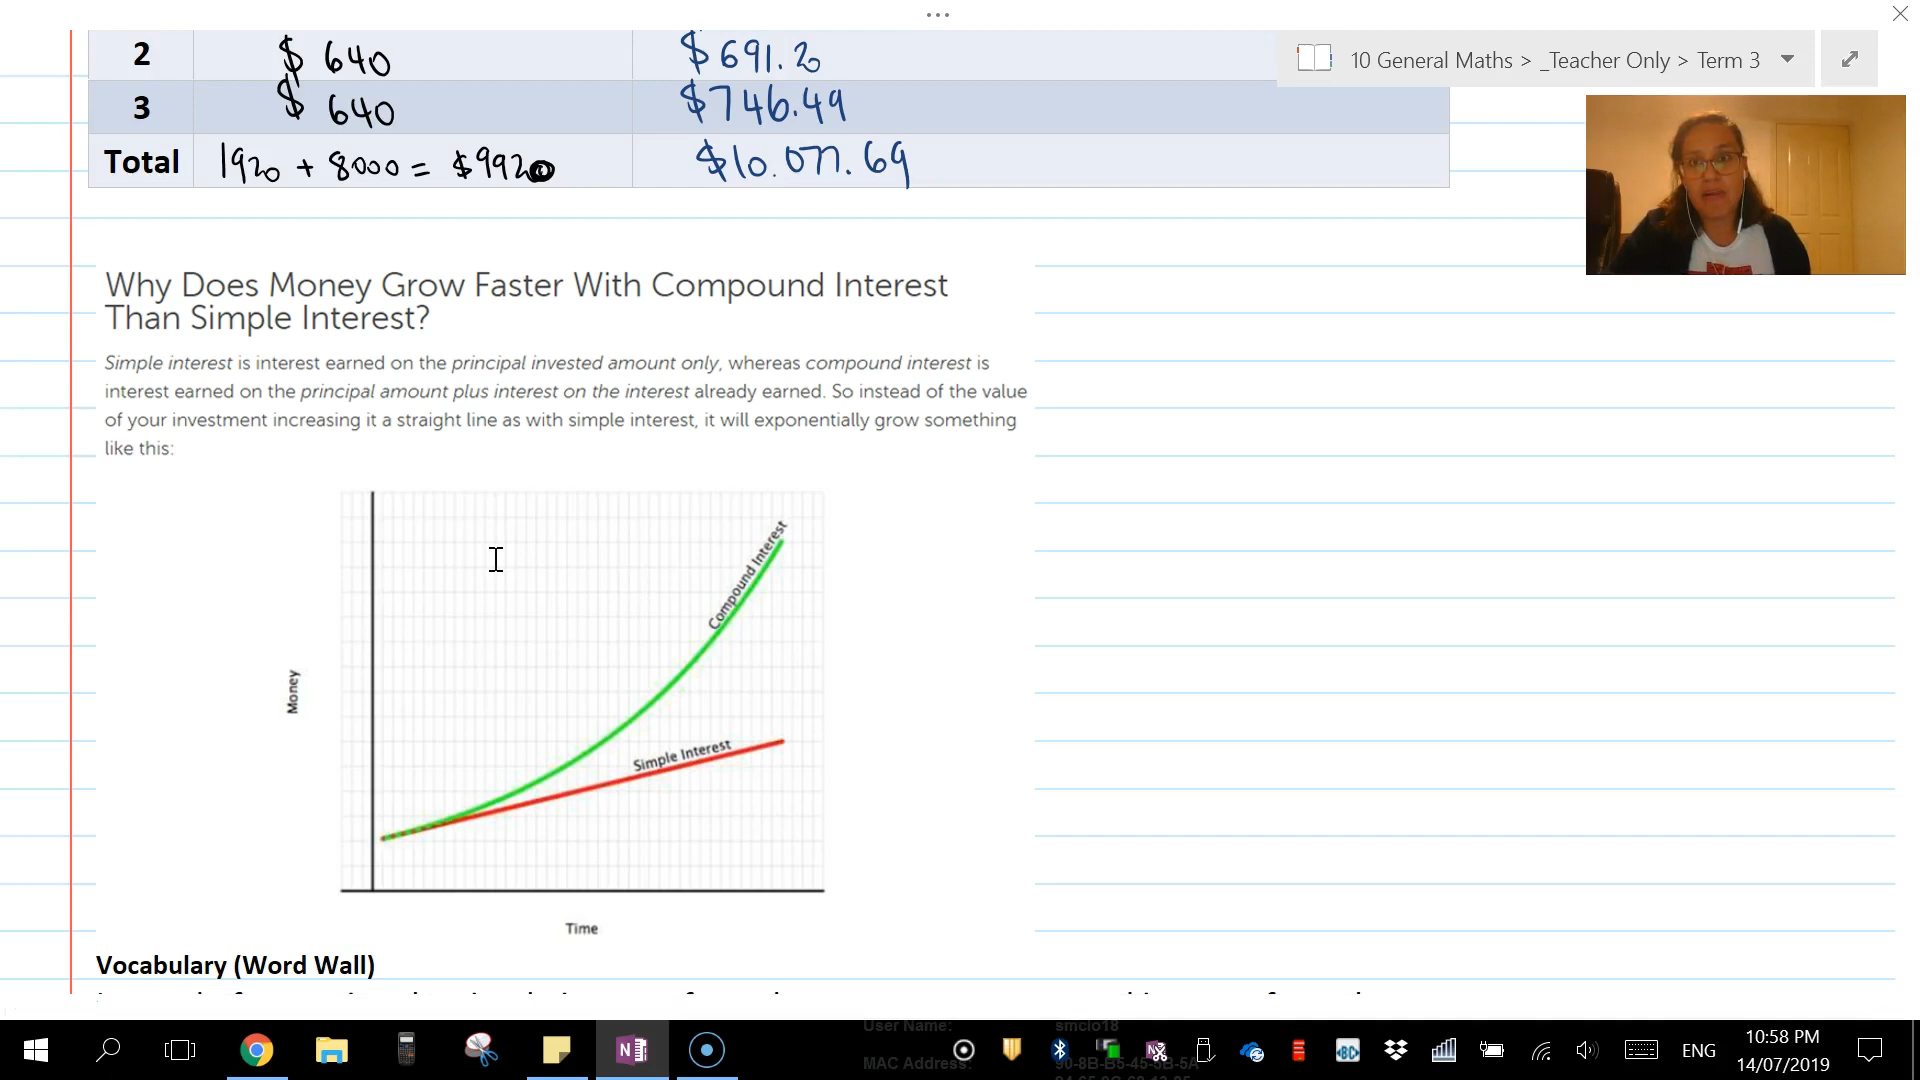 2 $ 640 $691.2
10 General Maths > _Teacher Only > Term 3
3 $ 640 $746.49
Total 1920 + 8000 = $9920 $10.077.69
Why Does Money Grow Faster With Compound Interest
Than Simple Interest?
Simple interest is interest earned on the principal invested amount only, whereas compound interest is
interest earned on the principal amount plus interest on the interest already earned. So instead of the value
of your investment increasing it a straight line as with simple interest, it will exponentially grow something
like this:
Compound Interest
Money
Simple Interest
Time
Vocabulary (Word Wall)
User Name: smclo18
MAC Address:
ENG
10:58 PM
14/07/2019